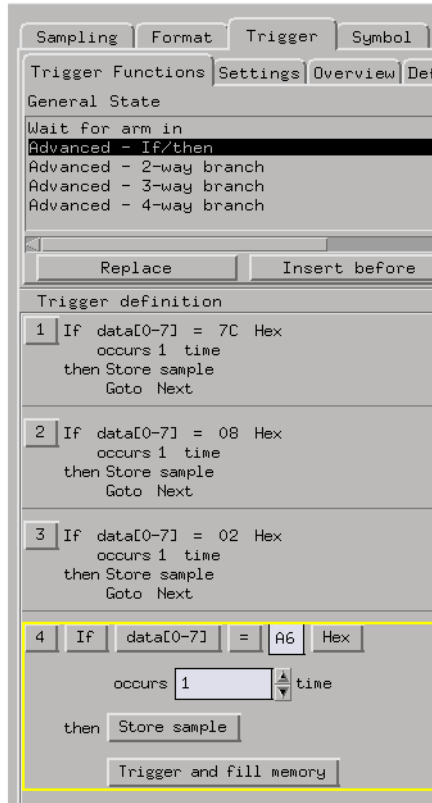 Sampling Format Trigger Symbol
Trigger Functions Settings Overview
General State
Wait for arm in
Advanced - If/then
Advanced - 2-way branch
Advanced - 3-way branch
Advanced - 4-way branch
Replace Insert before
Trigger definition
1 If data[0-7] = 7C Hex
occurs 1 time
then Store sample
Goto Next
2 If data[0-7] = 08 Hex
occurs 1 time
then Store sample
Goto Next
3 If data[0-7] = 02 Hex
occurs 1 time
then Store sample
Goto Next
4 If data[0-7] = A6 Hex
occurs 1 time
then Store sample
Trigger and fill memory